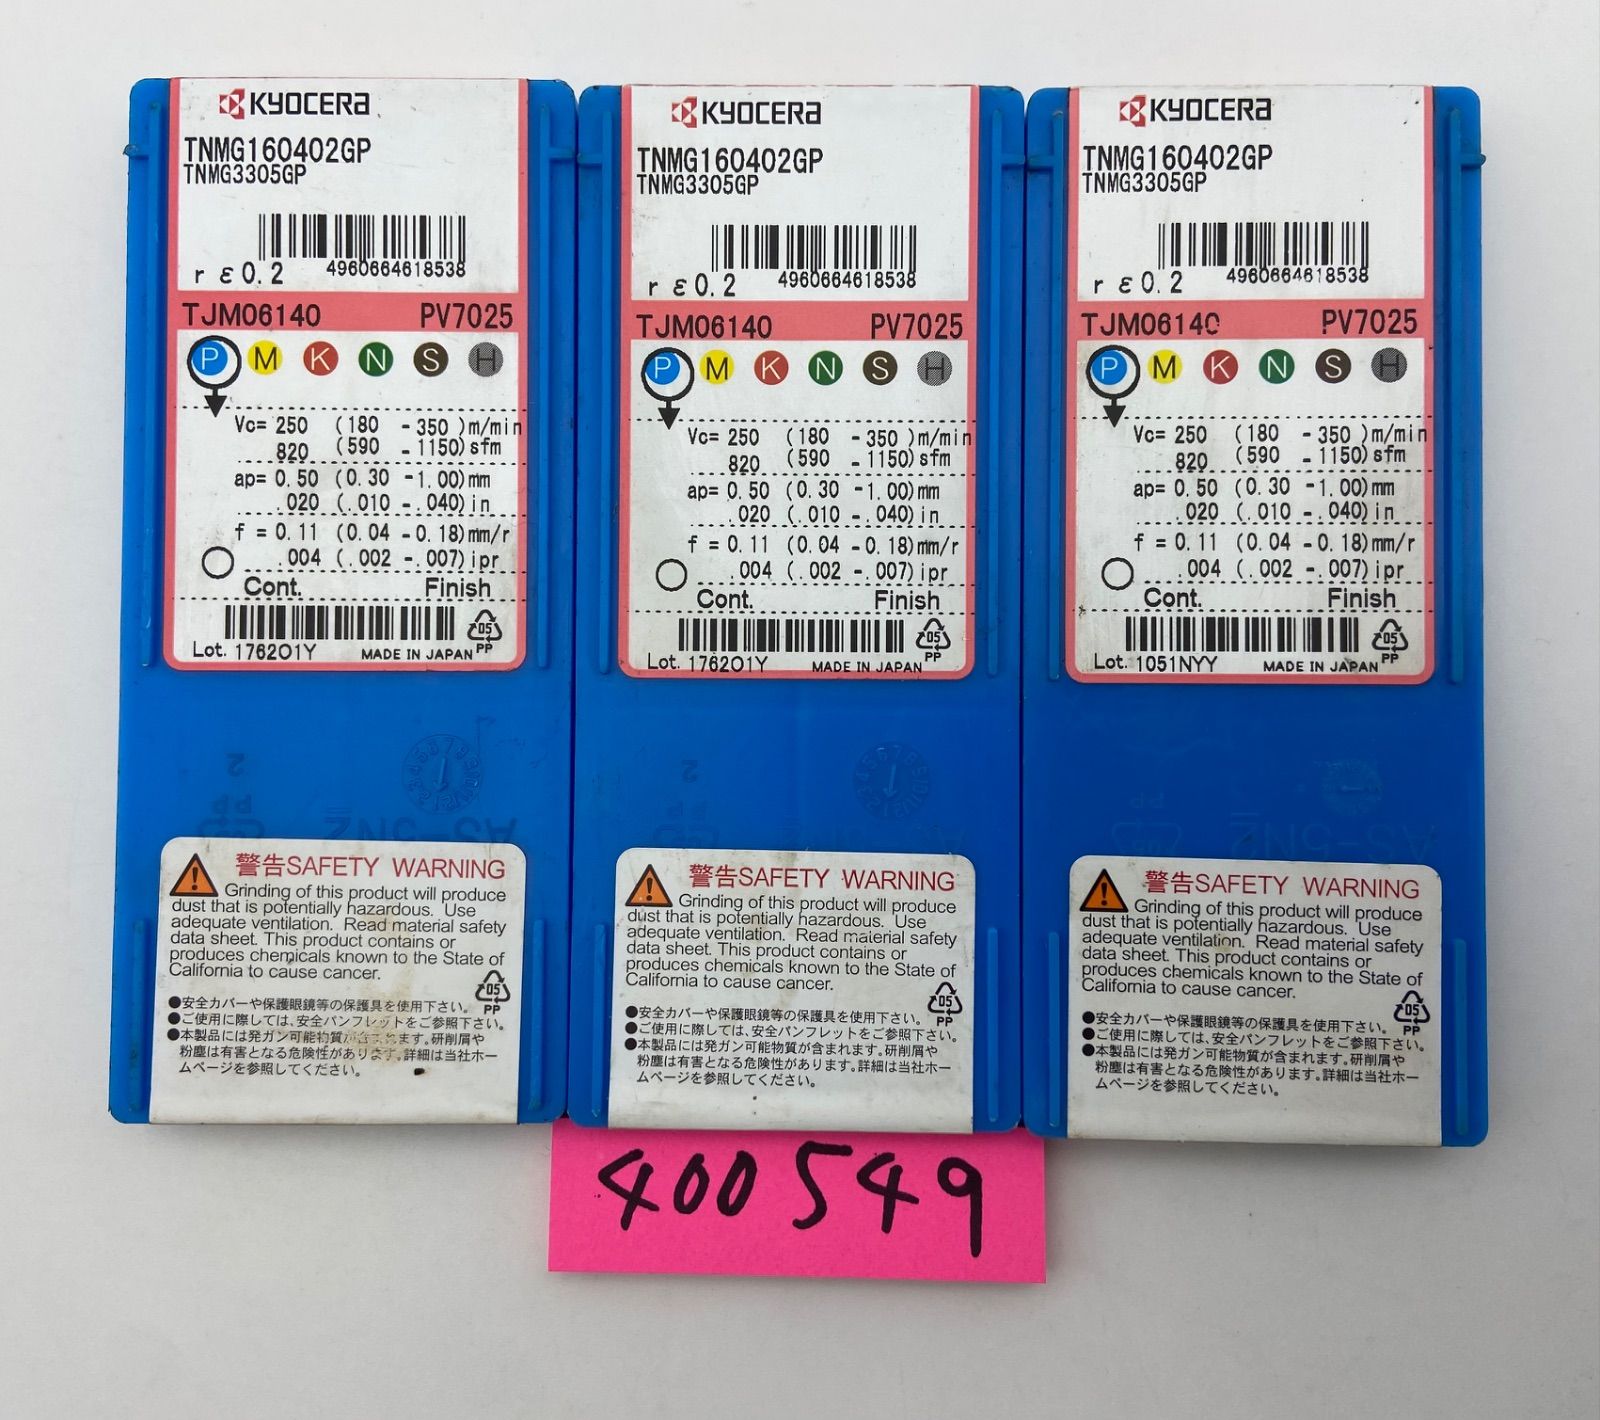 KYOCERA
TNMG160402GP
TNMG3305GP
rε0.2 4960664618538
TJM06140 PV7025
P M K N S H
Vc= 250 (180 - 350 )m/min
820 (590 - 1150)sfm
ap= 0.50 (0.30 -1.00)mm
.020 (.010 -.040)in
f = 0.11 (0.04 - 0.18)mm/r
.004 (.002 -.007)ipr
Cont. Finish
05
Lot. 176201Y MADE IN JAPAN PP
警告SAFETY WARNING
Grinding of this product will produce
dust that is potentially hazardous. Use
adequate ventilation. Read material safety
data sheet. This product contains or
produces chemicals known to the State of
California to cause cancer.
05
PP
●安全カバーや保護眼鏡等の保護具を使用下さい。
●ご使用に際しては、安全パンフレットをご参照下さい。
●本製品には発ガン可能物質が含まれます。研削屑や
粉塵は有害となる危険性があります。詳細は当社ホー
ムページを参照してください。
KYOCERA
TNMG160402GP
TNMG3305GP
rε0.2 4960664618538
TJM06140 PV7025
P M K N S H
Vc= 250 (180 - 350 )m/min
820 (590 - 1150)sfm
ap= 0.50 (0.30 -1.00)mm
.020 (.010 -.040)in
f = 0.11 (0.04 - 0.18)mm/r
.004 (.002 -.007)ipr
Cont. Finish
05
Lot. 176201Y MADE IN JAPAN PP
警告SAFETY WARNING
Grinding of this product will produce
dust that is potentially hazardous. Use
adequate ventilation. Read material safety
data sheet. This product contains or
produces chemicals known to the State of
California to cause cancer.
05
PP
●安全カバーや保護眼鏡等の保護具を使用下さい。
●ご使用に際しては、安全パンフレットをご参照下さい。
●本製品には発ガン可能物質が含まれます。研削屑や
粉塵は有害となる危険性があります。詳細は当社ホー
ムページを参照してください。
KYOCERA
TNMG160402GP
TNMG3305GP
rε0.2 4960664618538
TJM06140 PV7025
P M K N S H
Vc= 250 (180 - 350 )m/min
820 (590 - 1150)sfm
ap= 0.50 (0.30 -1.00)mm
.020 (.010 -.040)in
f = 0.11 (0.04 - 0.18)mm/r
.004 (.002 -.007)ipr
Cont. Finish
05
Lot. 1051NYY MADE IN JAPAN PP
AS-5N2
警告SAFETY WARNING
Grinding of this product will produce
dust that is potentially hazardous. Use
adequate ventilation. Read material safety
data sheet. This product contains or
produces chemicals known to the State of
California to cause cancer.
05
PP
●安全カバーや保護眼鏡等の保護具を使用下さい。
●ご使用に際しては、安全パンフレットをご参照下さい。
●本製品には発ガン可能物質が含まれます。研削屑や
粉塵は有害となる危険性があります。詳細は当社ホー
ムページを参照してください。
400549